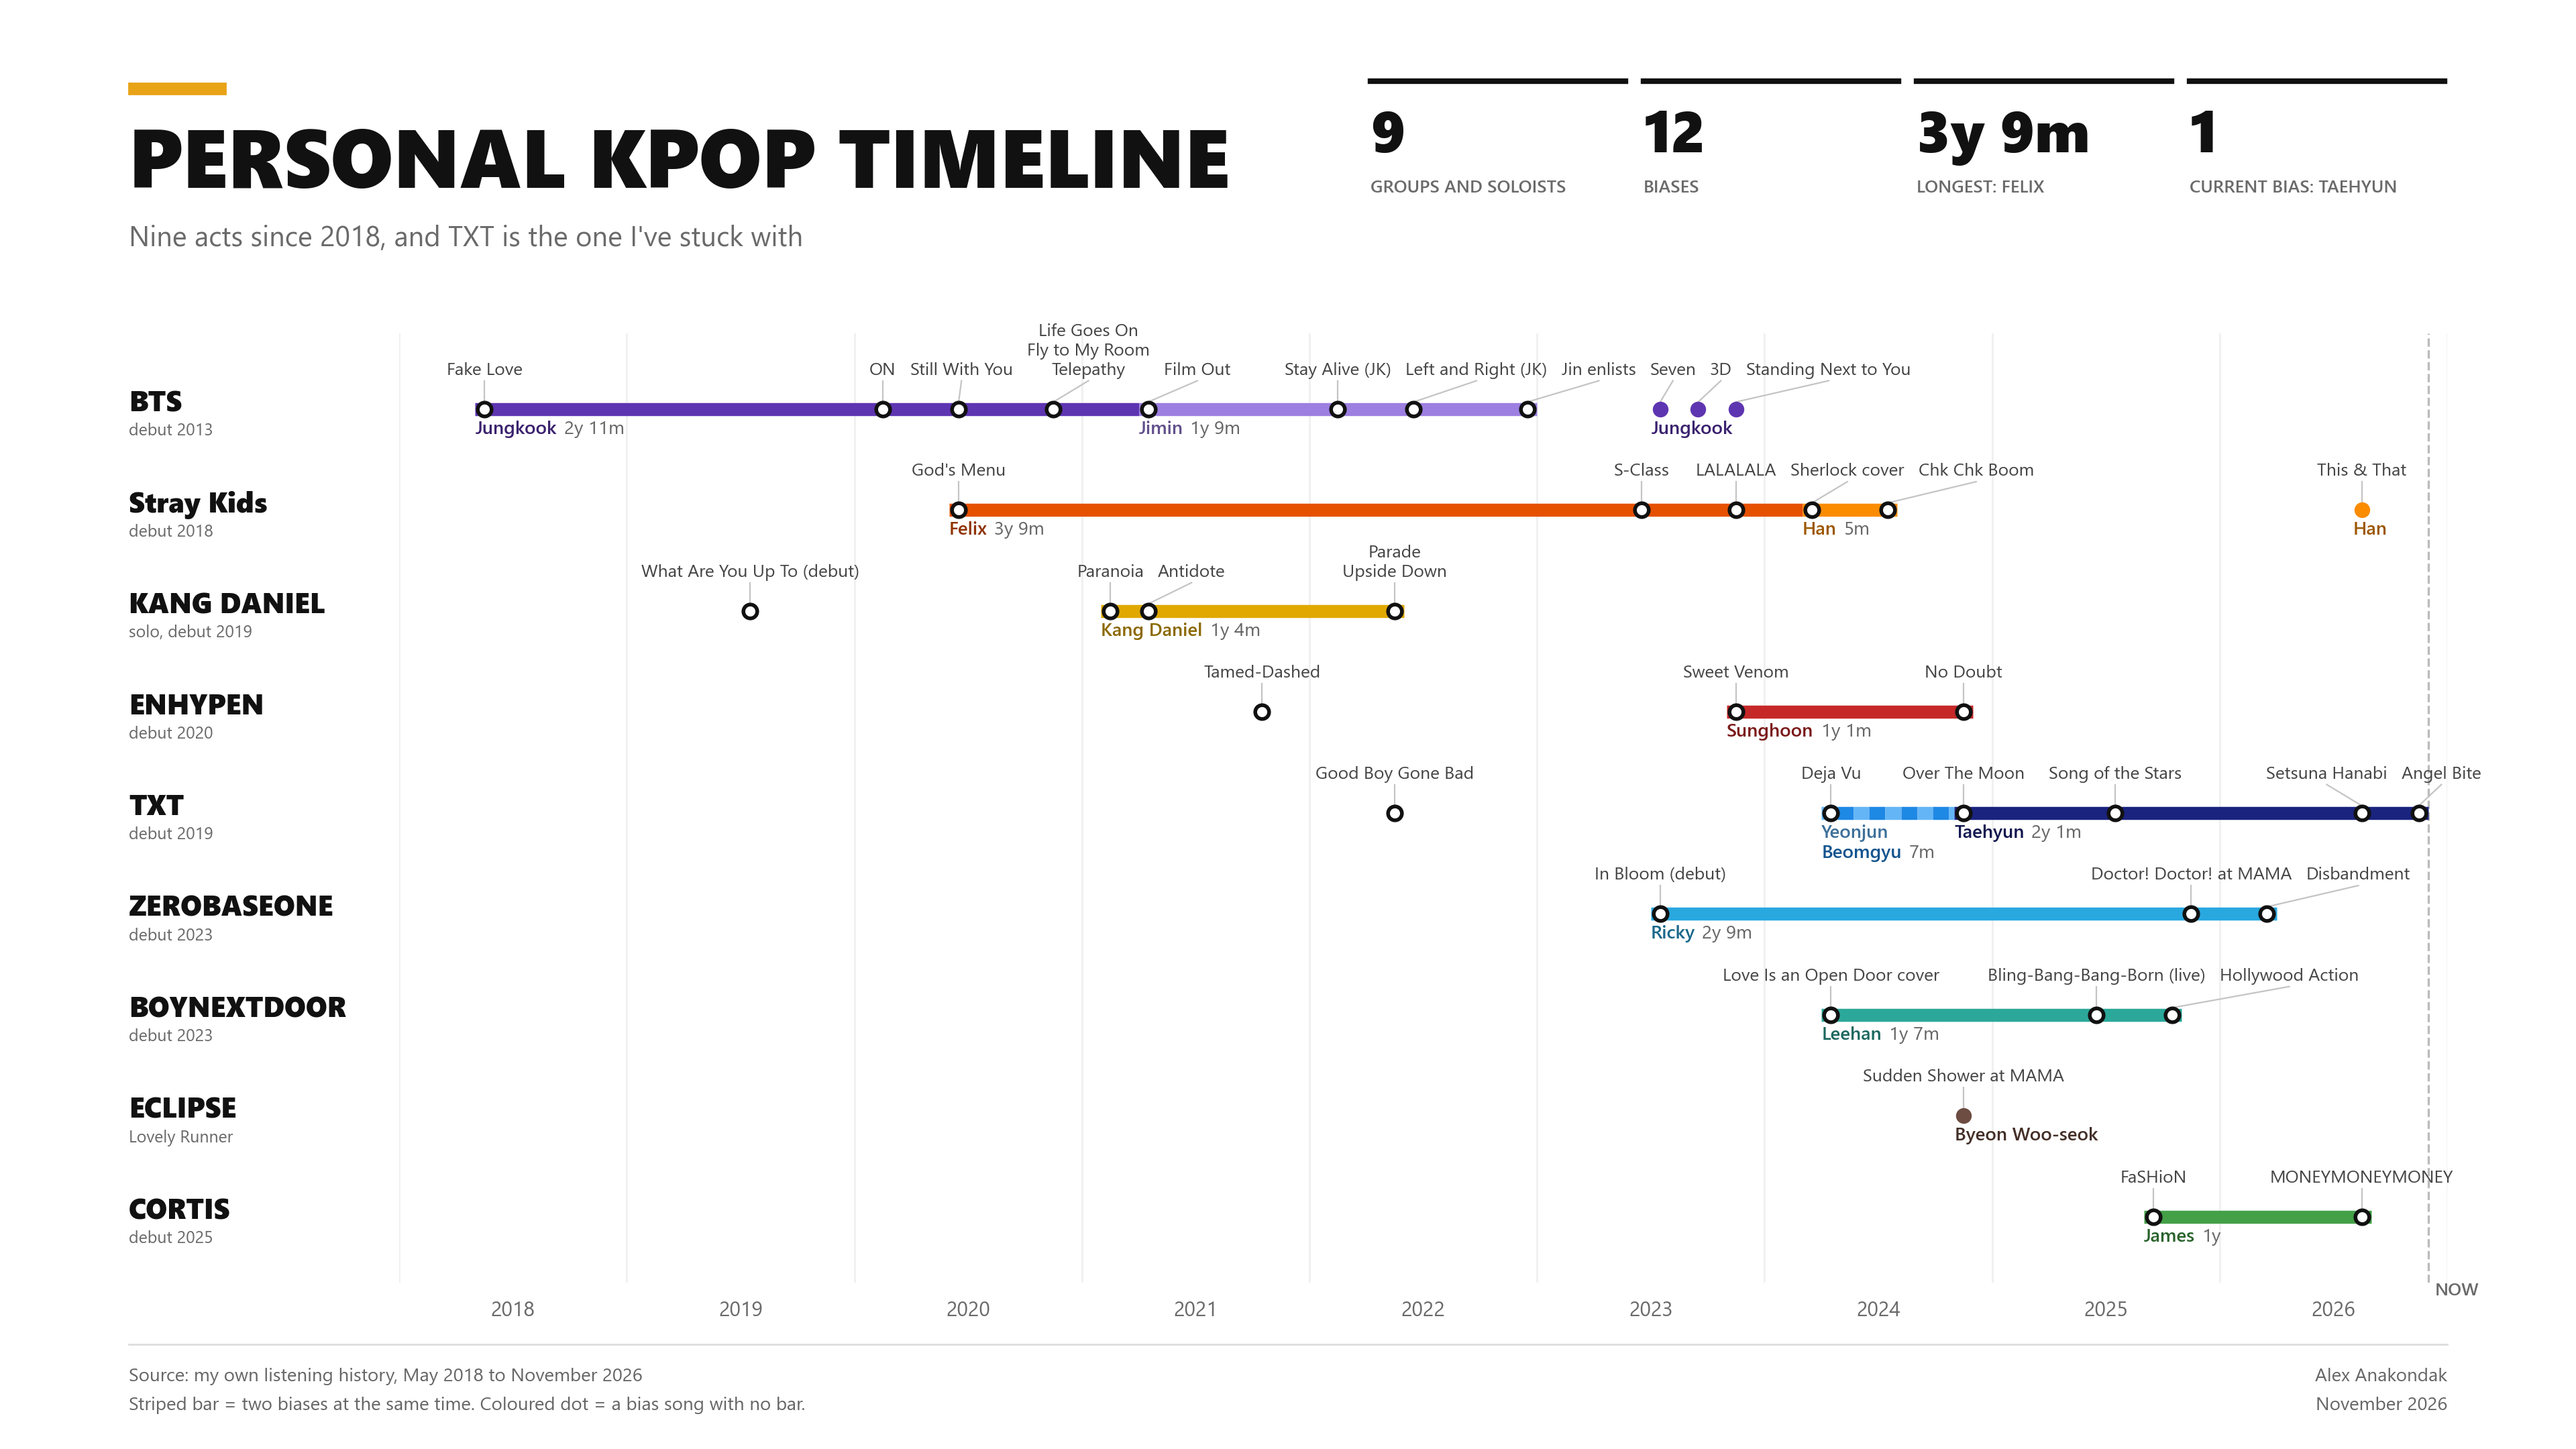 PERSONAL KPOP TIMELINE
Nine acts since 2018, and TXT is the one I've stuck with
9
GROUPS AND SOLOISTS
12
BIASES
3y 9m
LONGEST: FELIX
1
CURRENT BIAS: TAEHYUN
BTS
debut 2013
Fake Love
ON
Still With You
Life Goes On
Fly to My Room
Telepathy
Film Out
Stay Alive (JK)
Left and Right (JK)
Jin enlists
Seven
3D
Standing Next to You
Jungkook 2y 11m
Jimin 1y 9m
Jungkook
Stray Kids
debut 2018
God's Menu
S-Class
LALALALA
Sherlock cover
Chk Chk Boom
This & That
Felix 3y 9m
Han 5m
Han
KANG DANIEL
solo, debut 2019
What Are You Up To (debut)
Paranoia
Antidote
Parade
Upside Down
Kang Daniel 1y 4m
ENHYPEN
debut 2020
Tamed-Dashed
Sweet Venom
No Doubt
Sunghoon 1y 1m
TXT
debut 2019
Good Boy Gone Bad
Deja Vu
Over The Moon
Song of the Stars
Setsuna Hanabi
Angel Bite
Yeonjun
Beomgyu 7m
Taehyun 2y 1m
ZEROBASEONE
debut 2023
In Bloom (debut)
Doctor! Doctor! at MAMA
Disbandment
Ricky 2y 9m
BOYNEXTDOOR
debut 2023
Love Is an Open Door cover
Bling-Bang-Bang-Born (live)
Hollywood Action
Leehan 1y 7m
ECLIPSE
Lovely Runner
Sudden Shower at MAMA
Byeon Woo-seok
CORTIS
debut 2025
FaSHioN
MONEYMONEYMONEY
James 1y
NOW
2018
2019
2020
2021
2022
2023
2024
2025
2026
Source: my own listening history, May 2018 to November 2026
Striped bar = two biases at the same time. Coloured dot = a bias song with no bar.
Alex Anakondak
November 2026